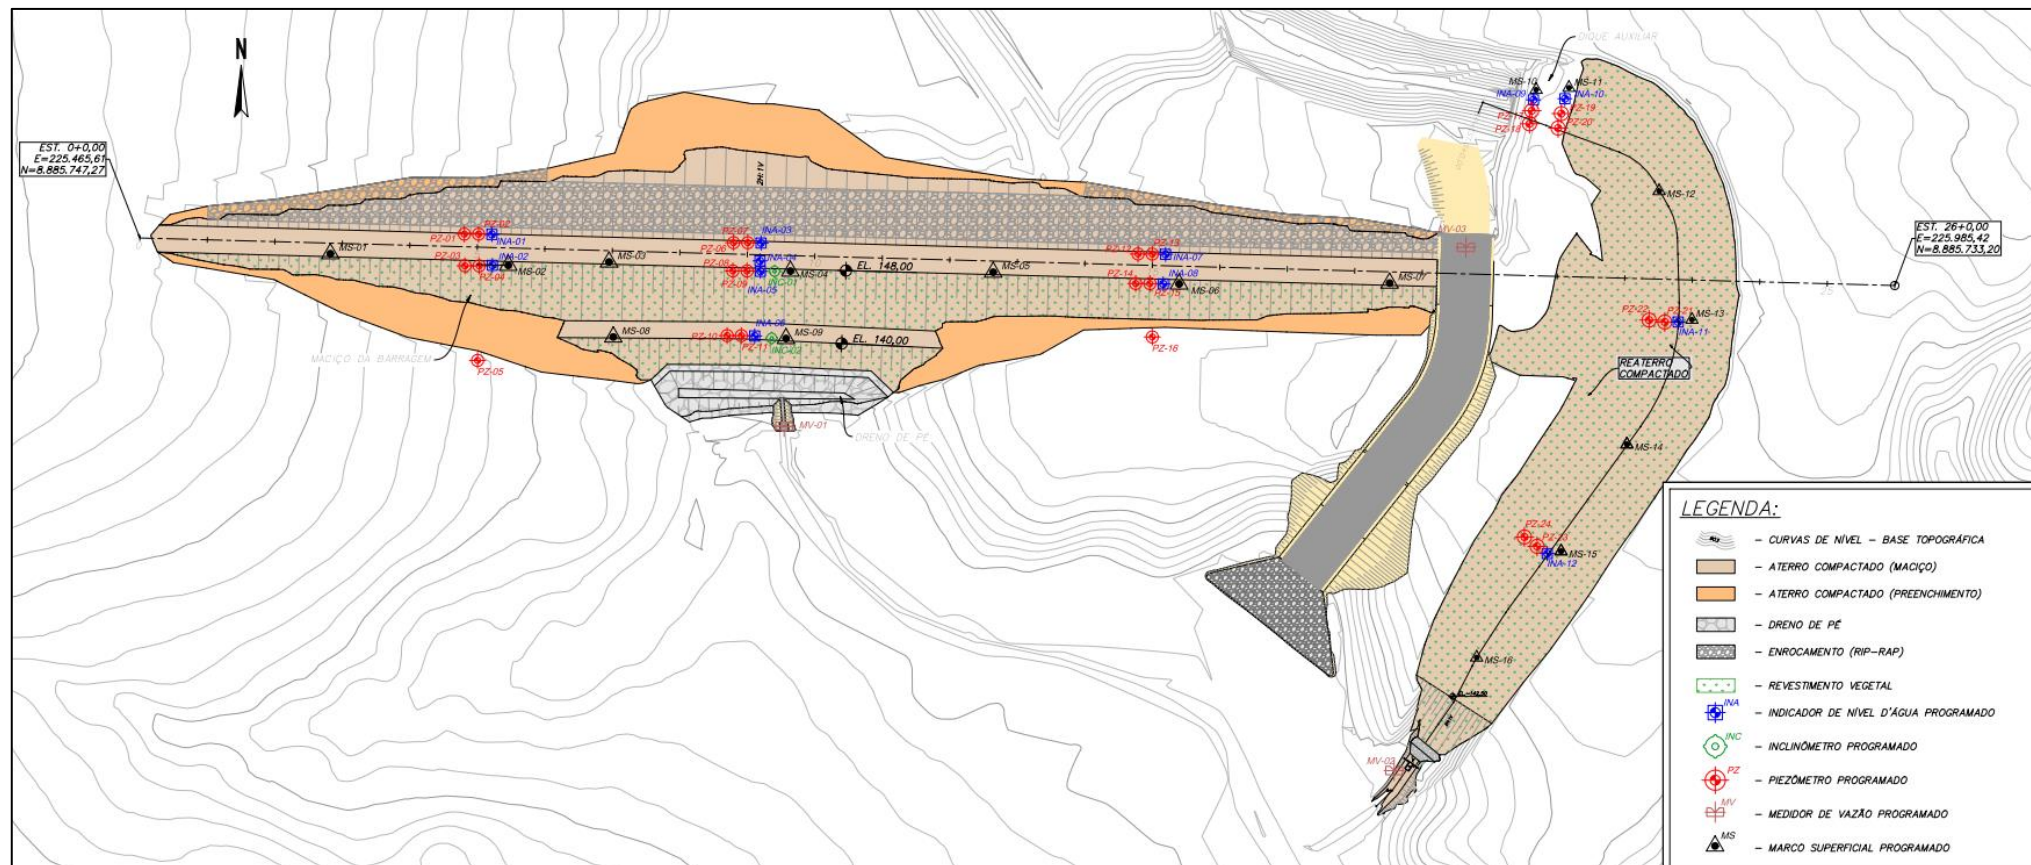 N
DIQUE AUXILIAR
EST. 0+0,00
E=225.465,61
N=8.885.747,27
MS-10
MS-11
INA-09
INA-10
PZ-19
PZ-18
PZ-20
2H:1V
MS-12
EST. 26+0,00
E=225.985,42
N=8.885.733,20
PZ-01
PZ-02
INA-01
PZ-03
PZ-04
INA-02
MS-01
MS-02
MS-03
PZ-07
INA-03
PZ-06
PZ-08
INA-04
PZ-09
INA-05
INC-01
MS-04
EL. 148,00
MS-05
PZ-12
PZ-13
INA-07
PZ-14
INA-08
PZ-15
MS-06
MS-07
MV-03
25
PZ-22
PZ-21
MS-13
INA-11
MS-08
PZ-10
INA-06
PZ-11
MS-09
INC-02
EL. 140,00
PZ-16
MACIÇO DA BARRAGEM
PZ-05
REATERRO
COMPACTADO
MV-01
DRENO DE PÉ
MS-14
PZ-24
PZ-23
MS-15
INA-12
MS-16
MV-02
LEGENDA:
- CURVAS DE NÍVEL - BASE TOPOGRÁFICA
- ATERRO COMPACTADO (MACIÇO)
- ATERRO COMPACTADO (PREENCHIMENTO)
- DRENO DE PÉ
- ENROCAMENTO (RIP-RAP)
- REVESTIMENTO VEGETAL
INA - INDICADOR DE NÍVEL D'ÁGUA PROGRAMADO
INC - INCLINÔMETRO PROGRAMADO
PZ - PIEZÔMETRO PROGRAMADO
MV - MEDIDOR DE VAZÃO PROGRAMADO
MS - MARCO SUPERFICIAL PROGRAMADO